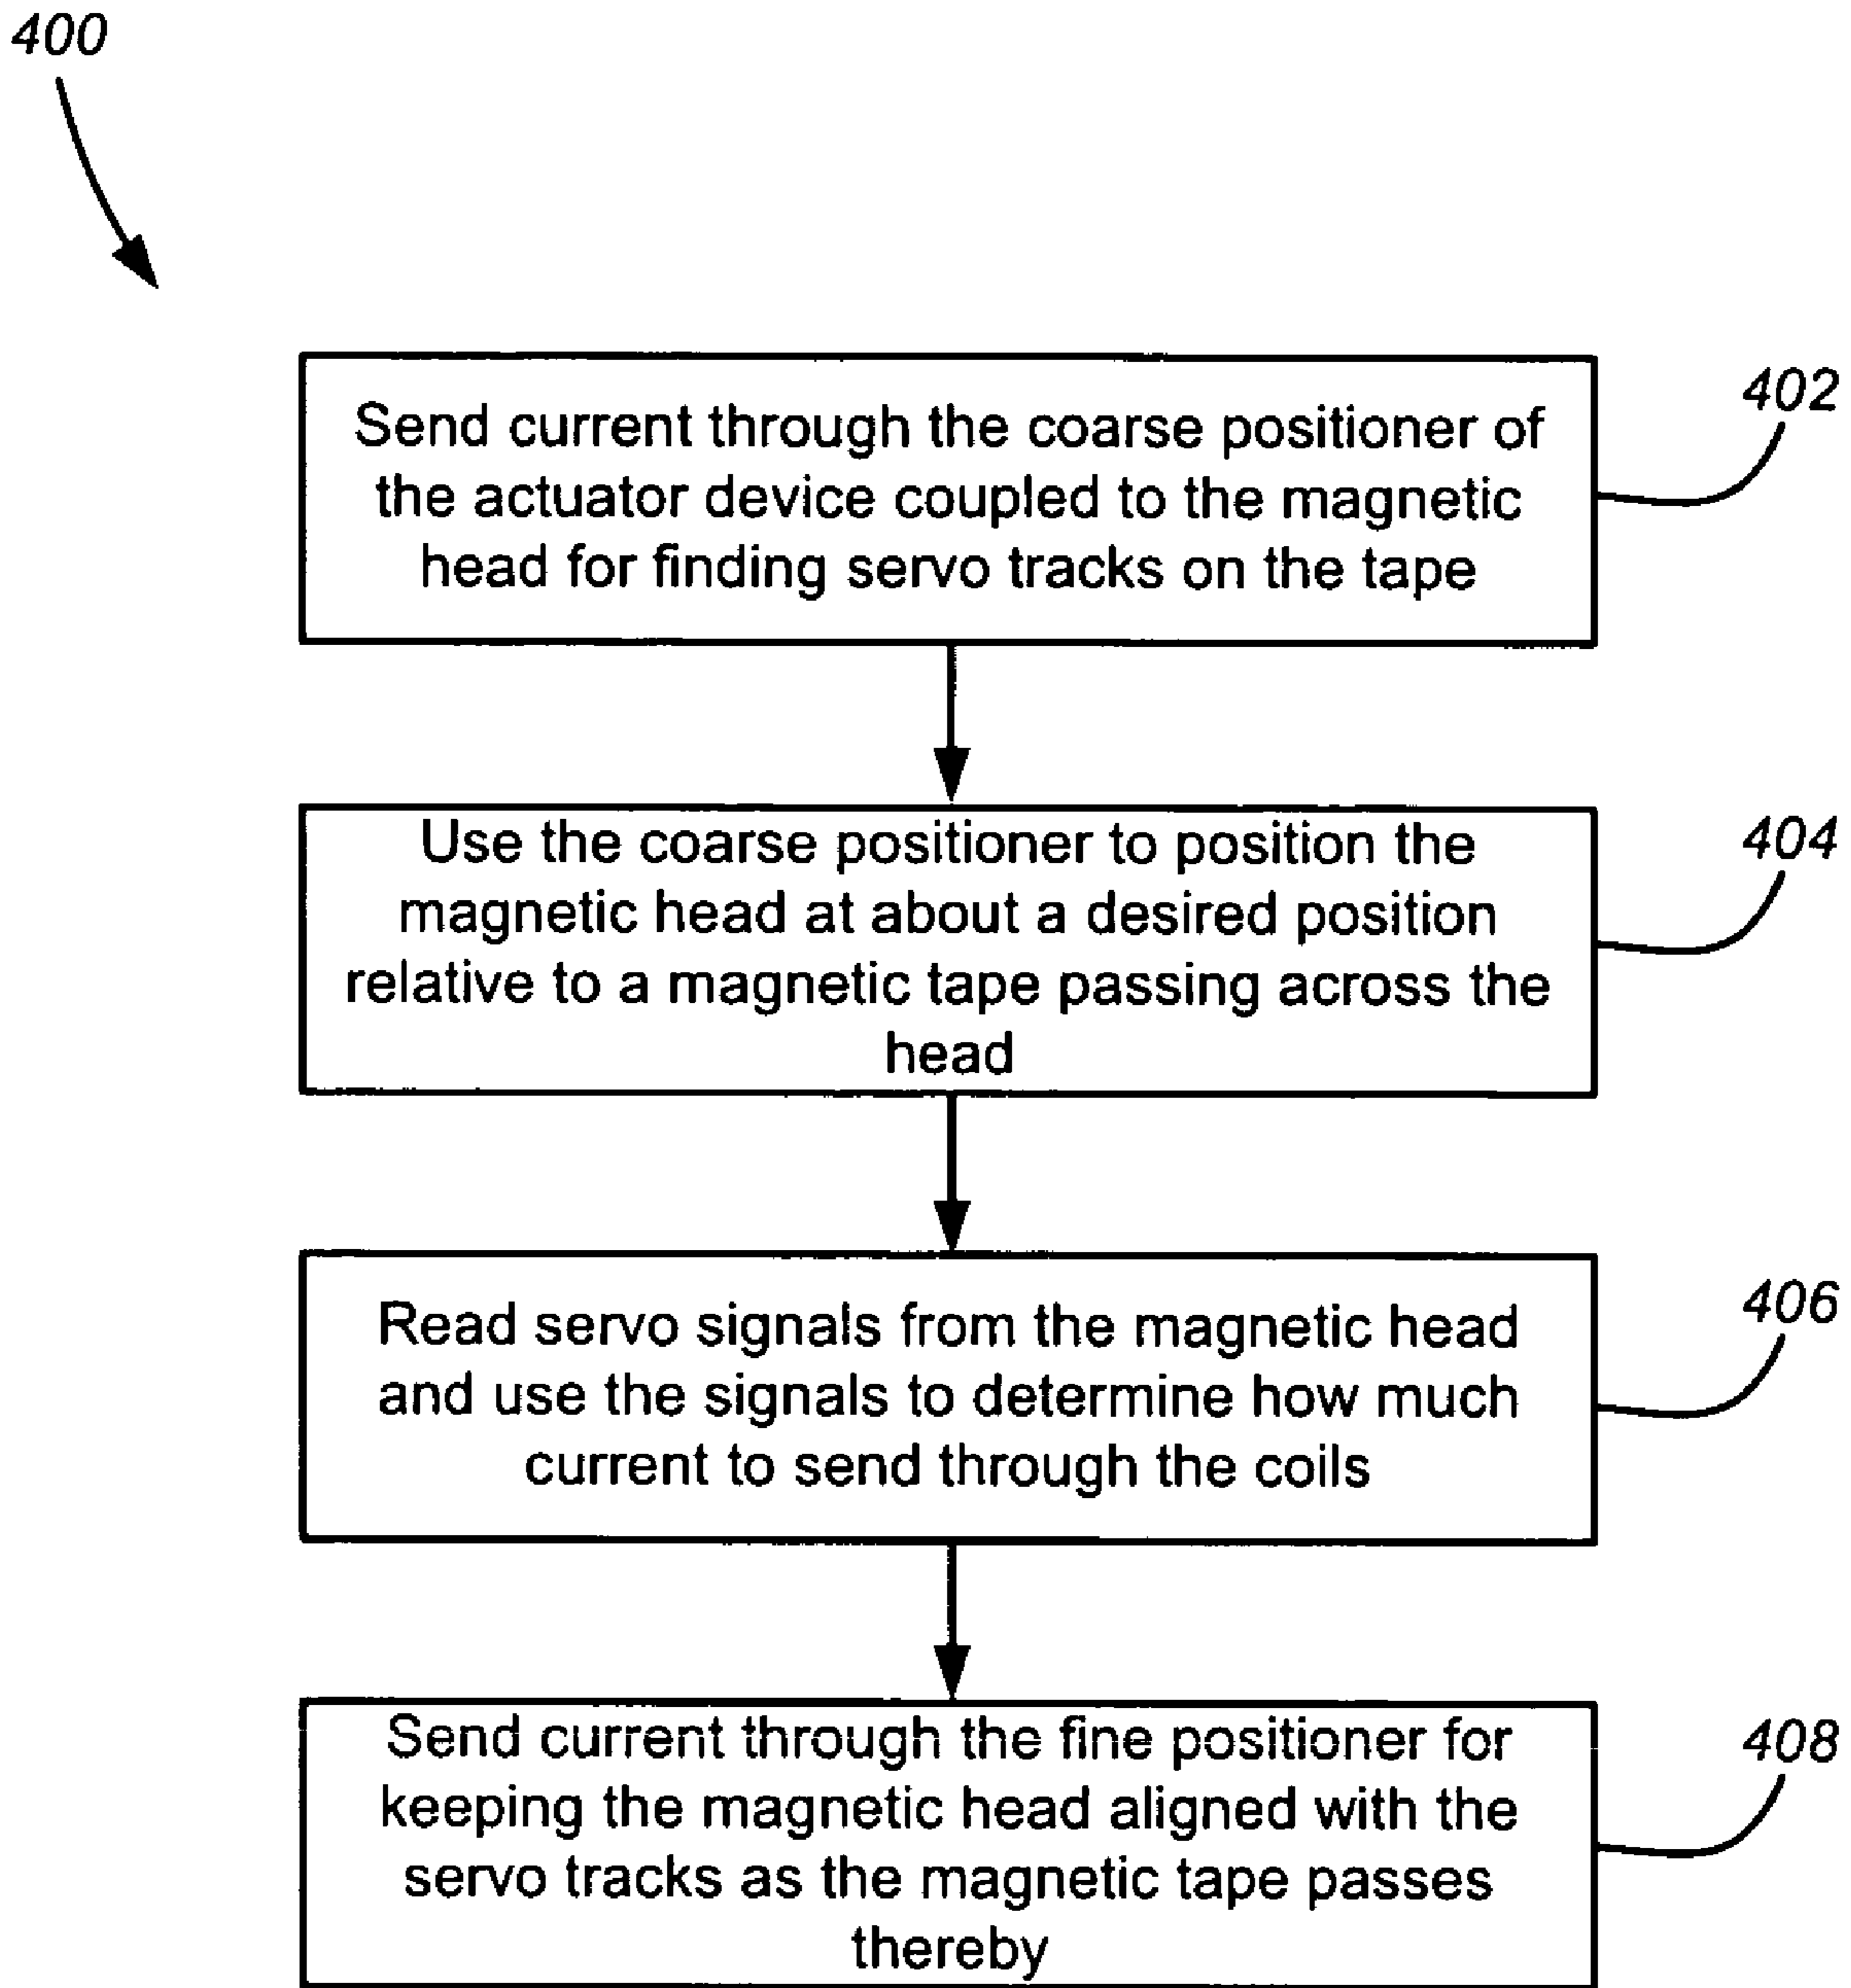 400
Send current through the coarse positioner of
the actuator device coupled to the magnetic
head for finding servo tracks on the tape
402
Use the coarse positioner to position the
magnetic head at about a desired position
relative to a magnetic tape passing across the
head
404
Read servo signals from the magnetic head
and use the signals to determine how much
current to send through the coils
406
Send current through the fine positioner for
keeping the magnetic head aligned with the
servo tracks as the magnetic tape passes
thereby
408